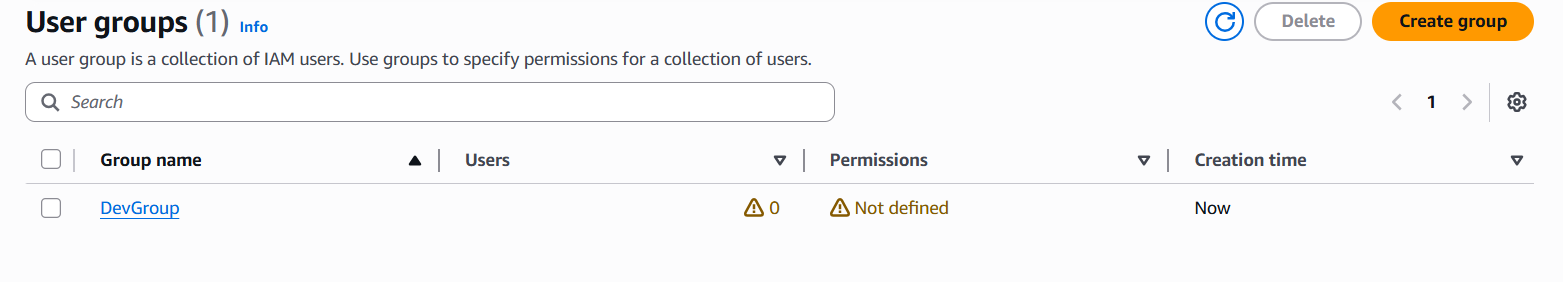 User groups (1) Info
Delete
Create group
A user group is a collection of IAM users. Use groups to specify permissions for a collection of users.
Search
1
Group name Users Permissions Creation time
DevGroup 0 Not defined Now